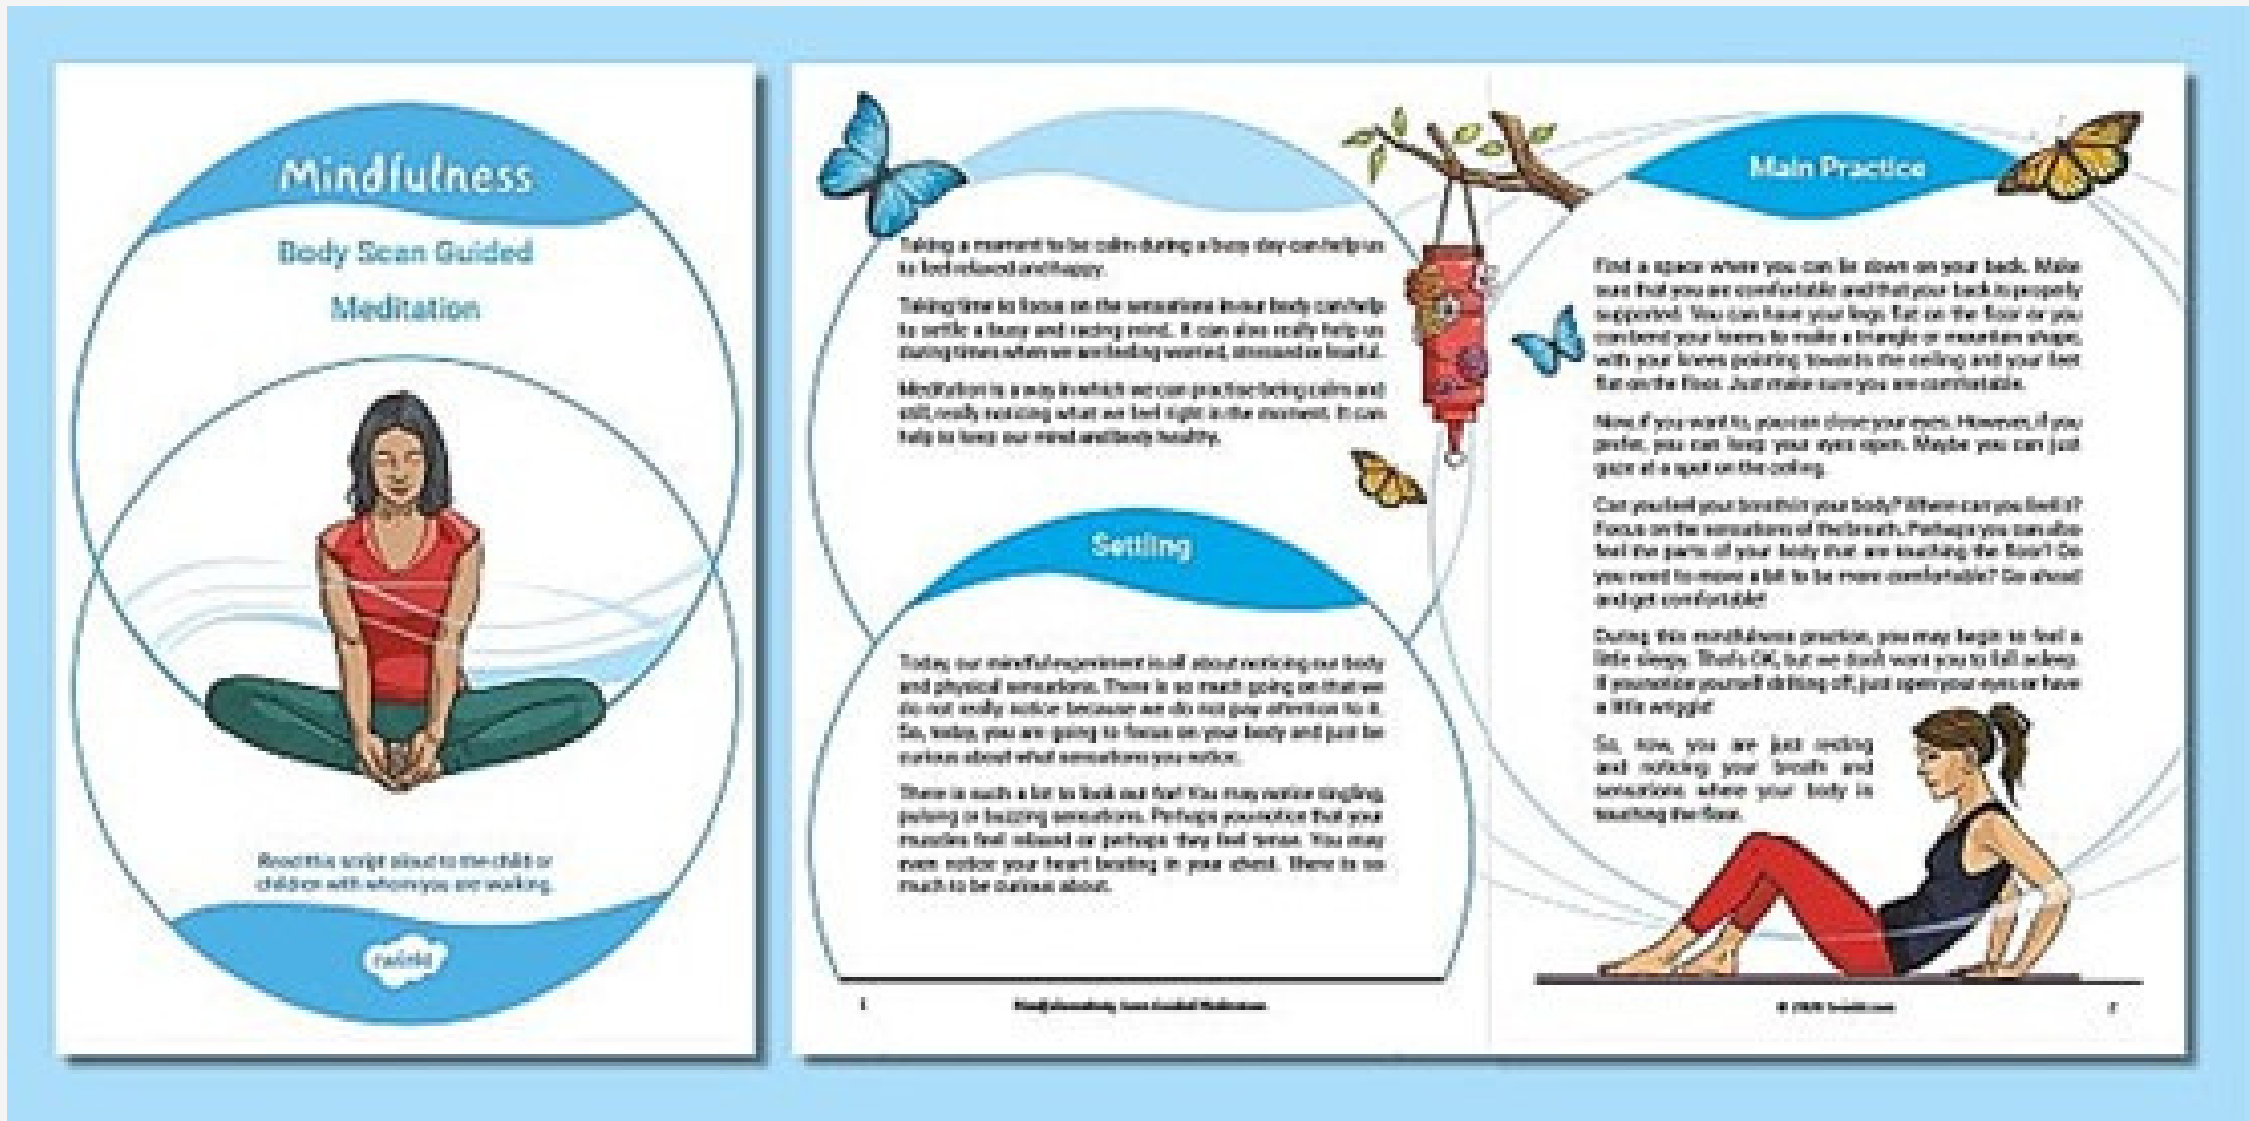 Mindfulness
Body Scan Guided
Meditation
Read this script aloud to the child or
children with whom you are working.
twinkl
Taking a moment to be calm during a busy day can help us
to feel relaxed and happy.
Taking time to focus on the sensations in our body can help
to settle a busy and racing mind. It can also really help us
during times when we are feeling worried, stressed or fearful.
Meditation is a way in which we can practise being calm and
still, really noticing what we feel right in the moment. It can
help to keep our mind and body healthy.
Settling
Today, our mindful experiment is all about noticing our body
and physical sensations. There is so much going on that we
do not really notice because we do not pay attention to it.
So, today, you are going to focus on your body and just be
curious about what sensations you notice.
There is such a lot to look out for! You may notice tingling,
pulsing or buzzing sensations. Perhaps you notice that your
muscles feel relaxed or perhaps they feel tense. You may
even notice your heart beating in your chest. There is so
much to be curious about.
1
Mindfulness Body Scan Guided Meditation
Main Practice
Find a space where you can lie down on your back. Make
sure that you are comfortable and that your back is properly
supported. You can have your legs flat on the floor or you
can bend your knees to make a triangle or mountain shape,
with your knees pointing towards the ceiling and your feet
flat on the floor. Just make sure you are comfortable.
Now, if you want to, you can close your eyes. However, if you
prefer, you can keep your eyes open. Maybe you can just
gaze at a spot on the ceiling.
Can you feel your breath in your body? Where can you feel it?
Focus on the sensations of the breath. Perhaps you can also
feel the parts of your body that are touching the floor? Do
you need to move a bit to be more comfortable? Go ahead
and get comfortable!
During this mindfulness practice, you may begin to feel a
little sleepy. That's OK, but we don't want you to fall asleep.
If you notice yourself drifting off, just open your eyes or have
a little wriggle!
So, now, you are just resting
and noticing your breath and
sensations where your body is
touching the floor.
2